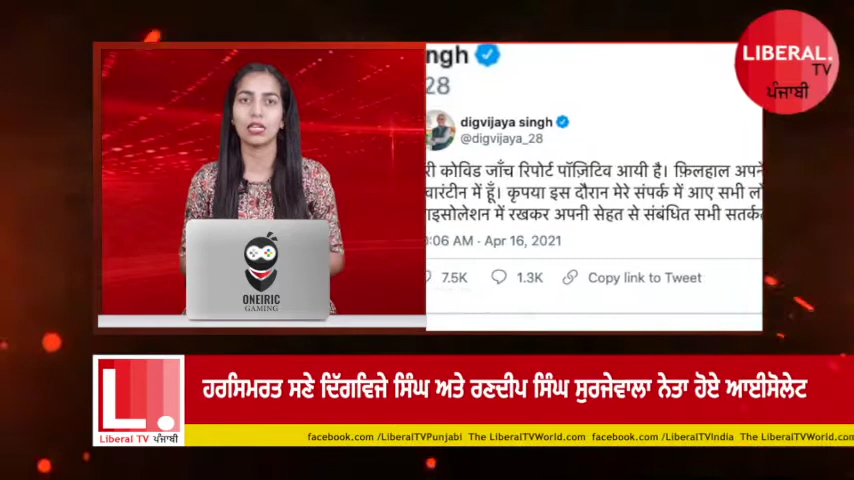 LIBERAL.
TV
ਪੰਜਾਬੀ
ngh
28
digvijaya singh
@digvijaya_28
री कोविड जाँच रिपोर्ट पॉज़िटिव आयी है। फ़िलहाल अपने
वारंटीन में हूँ। कृपया इस दौरान मेरे संपर्क में आए सभी लो
इसोलेशन में रखकर अपनी सेहत से संबंधित सभी सतर्कत
:06 AM · Apr 16, 2021
7.5K 1.3K Copy link to Tweet
ONEIRIC
GAMING
ਹਰਸਿਮਰਤ ਸਣੇ ਦਿੱਗਵਿਜੇ ਸਿੰਘ ਅਤੇ ਰਣਦੀਪ ਸਿੰਘ ਸੁਰਜੇਵਾਲਾ ਨੇਤਾ ਹੋਏ ਆਈਸੋਲੇਟ
L.
Liberal TV ਪੰਜਾਬੀ
facebook.com /LiberalTVPunjabi The LiberalTVWorld.com facebook.com/LiberalTVIndia The LiberalTVWorld.com